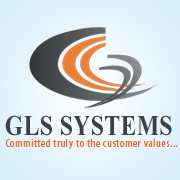 GLS SYSTEMS
Committed truly to the customer values...